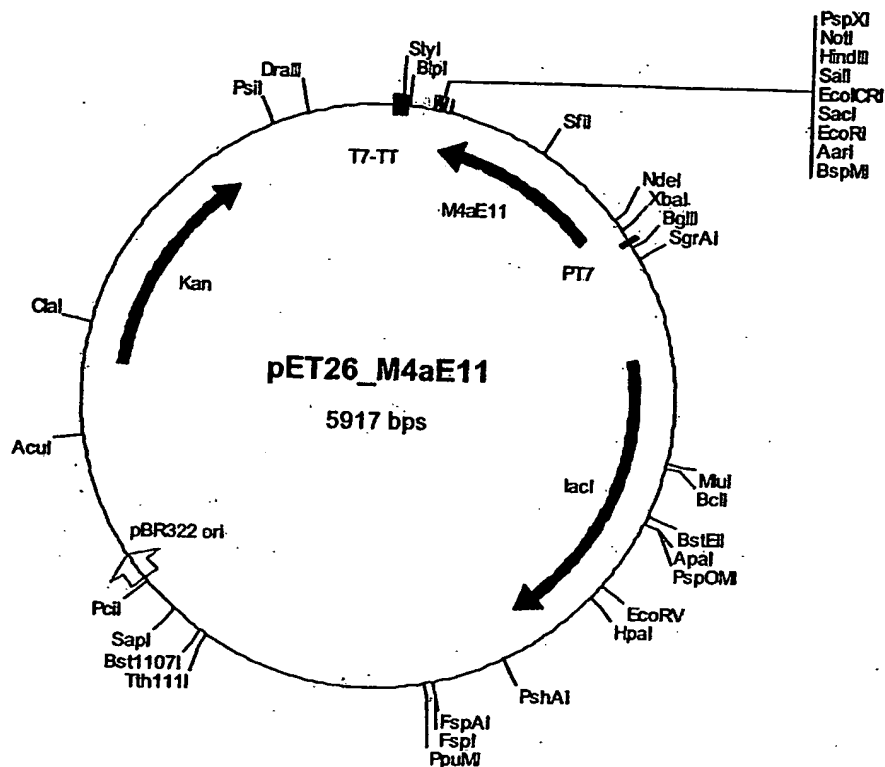 PspXI
NotI
HindIII
SalI
EcoICRI
SacI
EcoRI
AarI
BspMI
StyI
BlpI
DraIII
PsiI
SfiI
T7-TT
NdeI
XbaI
BglII
SgrAI
M4aE11
PT7
Kan
ClaI
pET26_M4aE11
5917 bps
AcuI
lacI
MluI
BclI
BstEII
ApaI
PspOMI
pBR322 ori
EcoRV
HpaI
PciI
SapI
Bst1107I
Tth111I
PshAI
FspAI
FspI
PpuMI